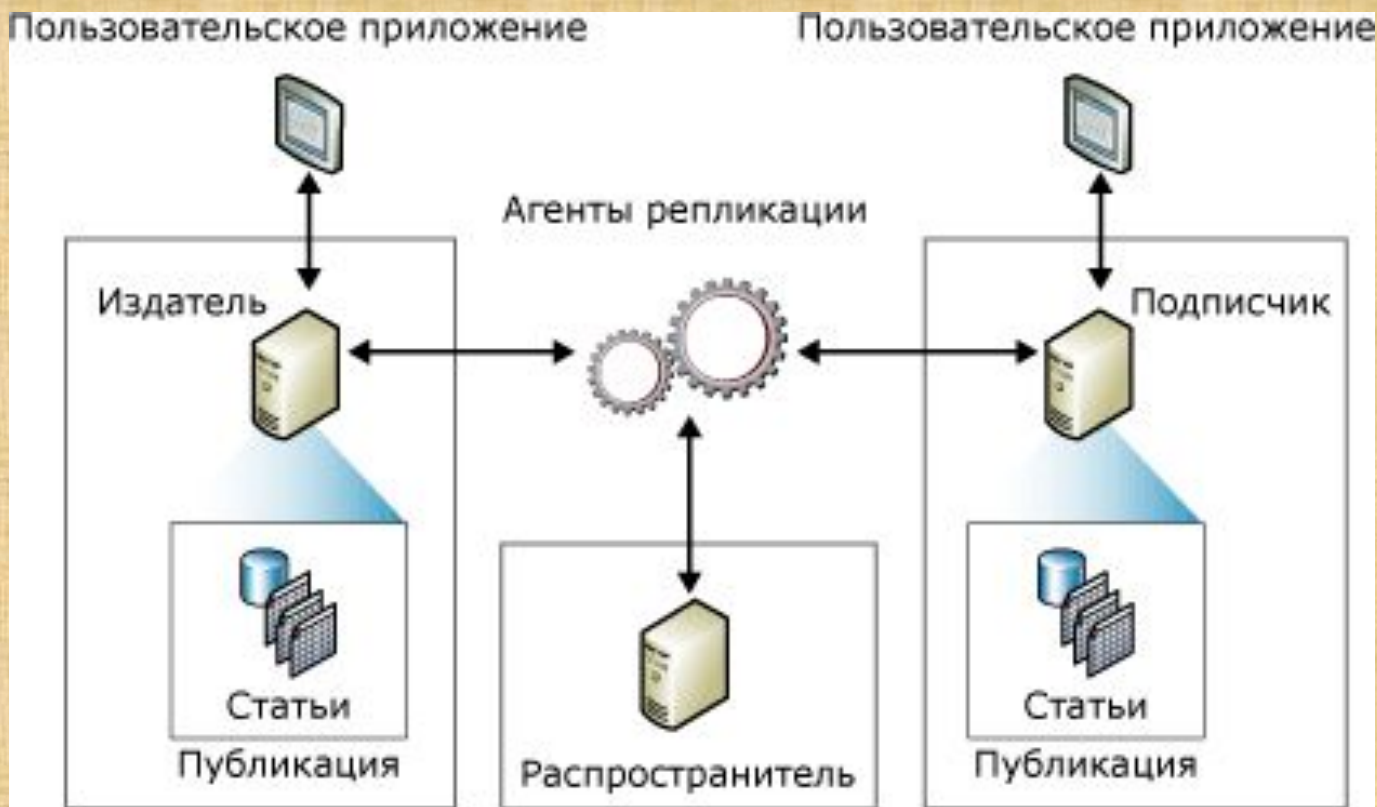 Пользовательское приложение
Пользовательское приложение
Агенты репликации
Издатель
Подписчик
Статьи
Публикация
Распространитель
Статьи
Публикация